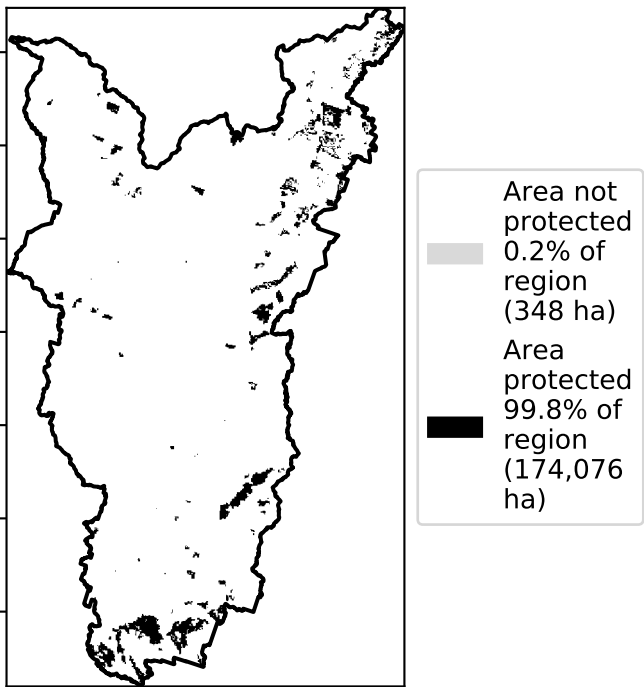 Area not
protected
0.2% of
region
(348 ha)
Area
protected
99.8% of
region
(174,076
ha)